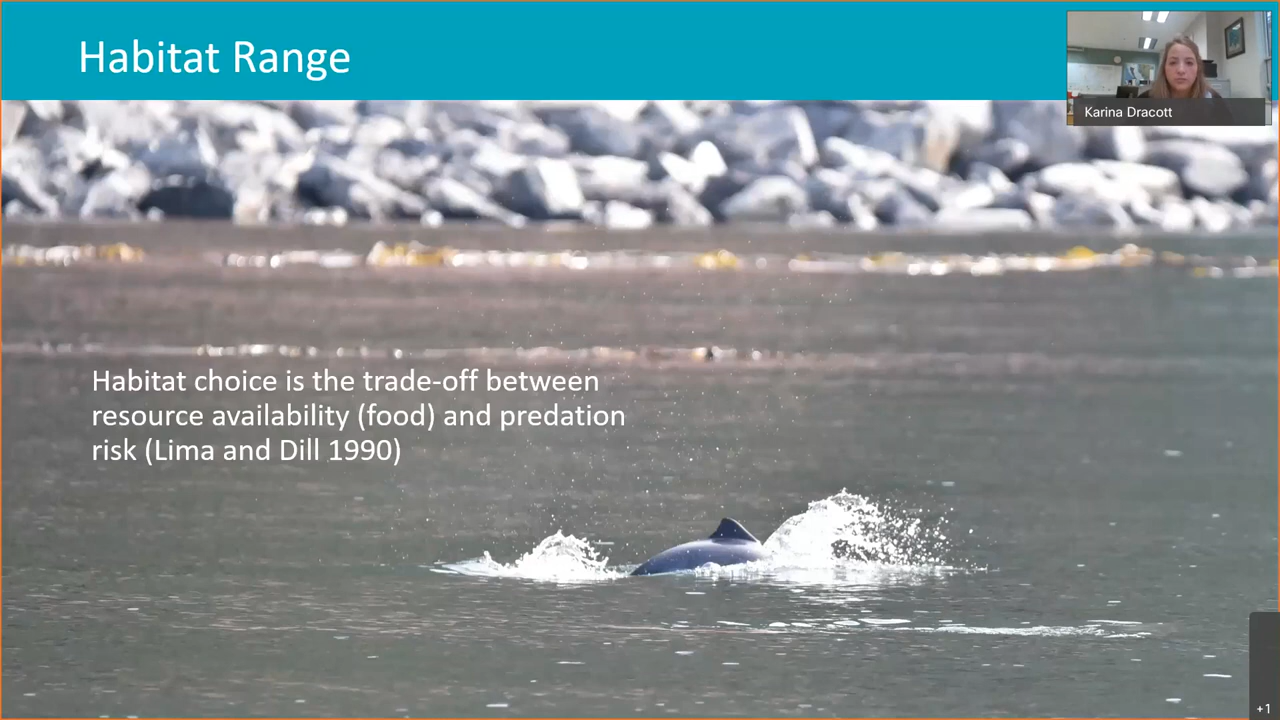 Habitat Range
Karina Dracott
Habitat choice is the trade-off between
resource availability (food) and predation
risk (Lima and Dill 1990)
+1